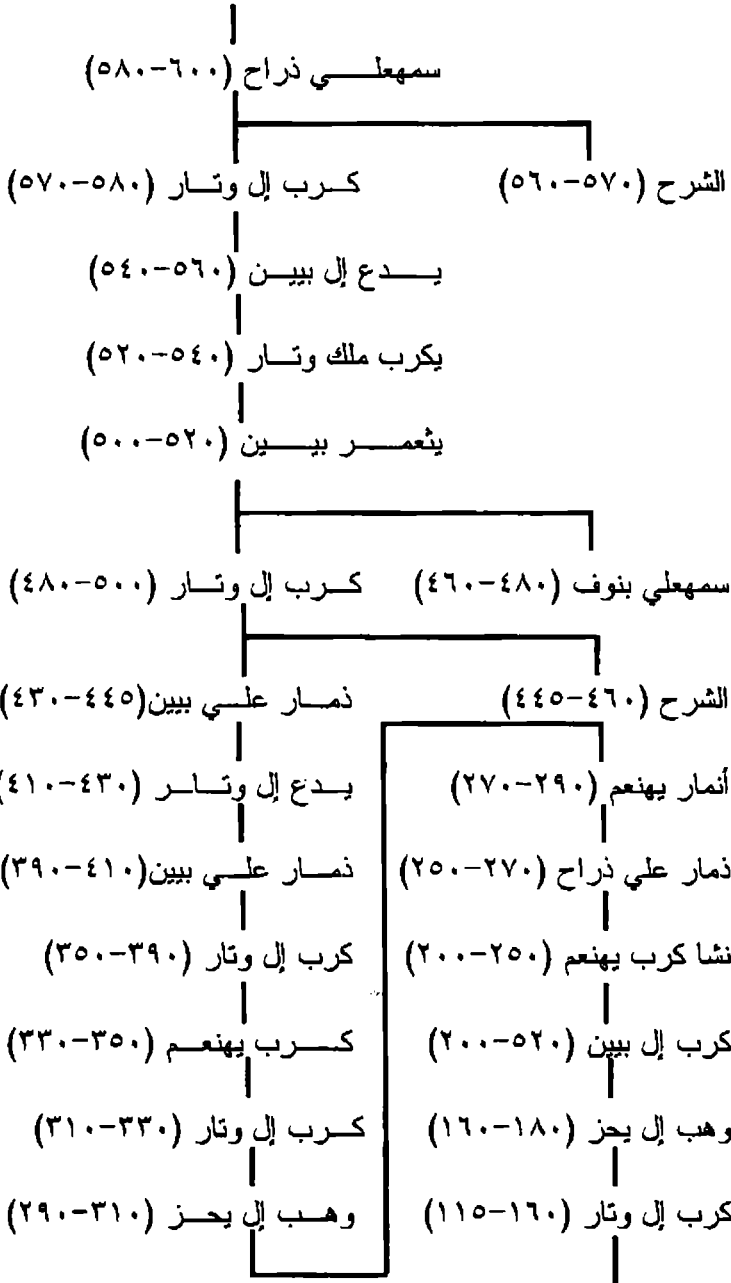 سمهعلي ذراح (٦٠٠-٥٨٠)
الشرح (٥٧٠-٥٦٠) كرب إل وتار (٥٨٠-٥٧٠)
يدع إل بيين (٥٦٠-٥٤٠)
يكرب ملك وتار (٥٤٠-٥٢٠)
يثعمر بيين (٥٢٠-٥٠٠)
سمهعلي بنوف (٤٨٠-٤٦٠) كرب إل وتار (٥٠٠-٤٨٠)
الشرح (٤٦٠-٤٤٥) ذمار علي بيين(٤٤٥-٤٣٠)
أنمار يهنعم (٢٩٠-٢٧٠) يدع إل وتار (٤٣٠-٤١٠)
ذمار علي ذراح (٢٧٠-٢٥٠) ذمار علي بيين(٤١٠-٣٩٠)
نشا كرب يهنعم (٢٥٠-٢٠٠) كرب إل وتار (٣٩٠-٣٥٠)
كرب إل بيين (٥٢٠-٢٠٠) كرب يهنعم (٣٥٠-٣٣٠)
وهب إل يحز (١٨٠-١٦٠) كرب إل وتار (٣٣٠-٣١٠)
كرب إل وتار (١٦٠-١١٥) وهب إل يحز (٣١٠-٢٩٠)